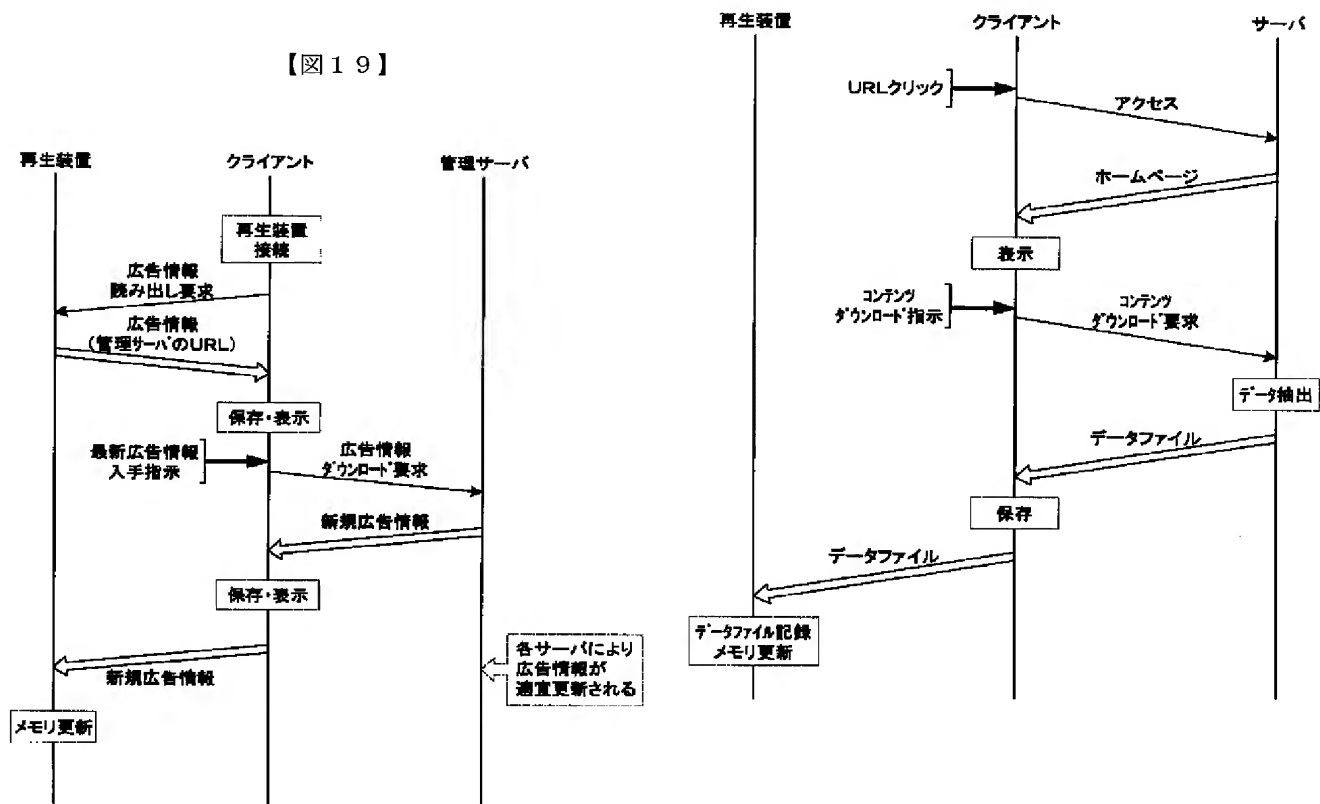 【図19】
再生装置
クライアント
管理サーバ
再生装置
接続
広告情報
読み出し要求
広告情報
(管理サーバのURL)
保存・表示
最新広告情報
入手指示
広告情報
ダウンロード要求
新規広告情報
保存・表示
新規広告情報
各サーバにより
広告情報が
適宜更新される
メモリ更新
再生装置
クライアント
サーバ
URLクリック
アクセス
ホームページ
表示
コンテンツ
ダウンロード指示
コンテンツ
ダウンロード要求
データ抽出
データファイル
保存
データファイル
データファイル記録
メモリ更新